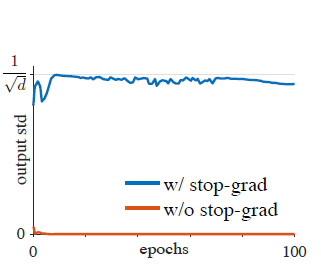 1
√d
output std
w/ stop-grad
w/o stop-grad
0
0
epochs
100